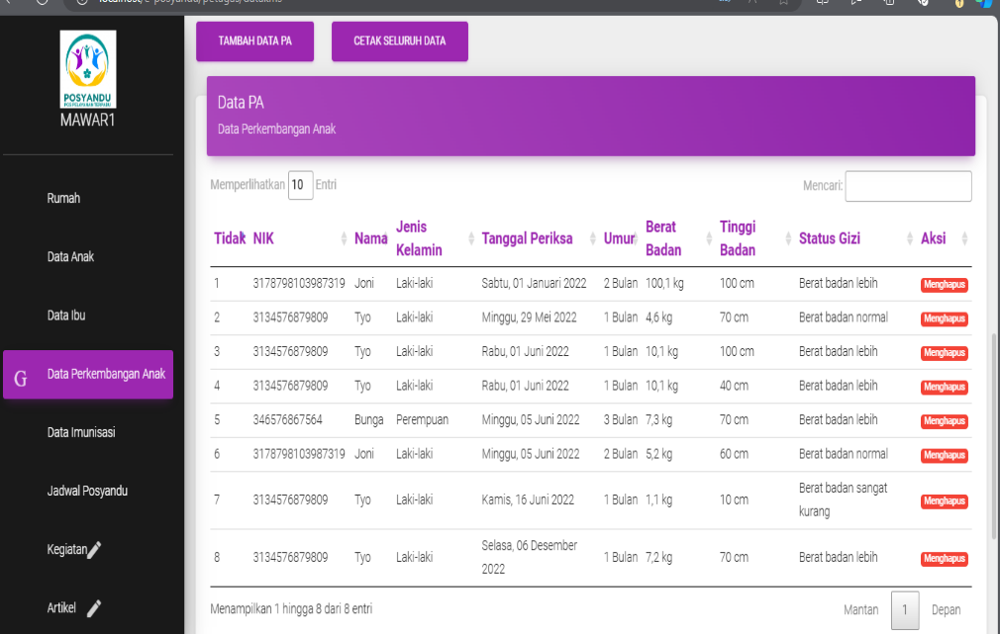 POSYANDU
MAWAR1
Rumah
Data Anak
Data Ibu
G Data Perkembangan Anak
Data Imunisasi
Jadwal Posyandu
Kegiatan
Artikel
TAMBAH DATA PA CETAK SELURUH DATA
Data PA
Data Perkembangan Anak
Memperlihatkan 10 Entri Mencari:
Tidak NIK Nama Jenis Kelamin Tanggal Periksa Umur Berat Badan Tinggi Badan Status Gizi Aksi
1 3178798103987319 Joni Laki-laki Sabtu, 01 Januari 2022 2 Bulan 100,1 kg 100 cm Berat badan lebih Menghapus
2 3134576879809 Tyo Laki-laki Minggu, 29 Mei 2022 1 Bulan 4,6 kg 70 cm Berat badan normal Menghapus
3 3134576879809 Tyo Laki-laki Rabu, 01 Juni 2022 1 Bulan 10,1 kg 100 cm Berat badan lebih Menghapus
4 3134576879809 Tyo Laki-laki Rabu, 01 Juni 2022 1 Bulan 10,1 kg 40 cm Berat badan lebih Menghapus
5 346576867564 Bunga Perempuan Minggu, 05 Juni 2022 3 Bulan 7,3 kg 70 cm Berat badan lebih Menghapus
6 3178798103987319 Joni Laki-laki Minggu, 05 Juni 2022 2 Bulan 5,2 kg 60 cm Berat badan normal Menghapus
7 3134576879809 Tyo Laki-laki Kamis, 16 Juni 2022 1 Bulan 1,1 kg 10 cm Berat badan sangat kurang Menghapus
8 3134576879809 Tyo Laki-laki Selasa, 06 Desember 2022 1 Bulan 7,2 kg 70 cm Berat badan lebih Menghapus
Menampilkan 1 hingga 8 dari 8 entri Mantan 1 Depan